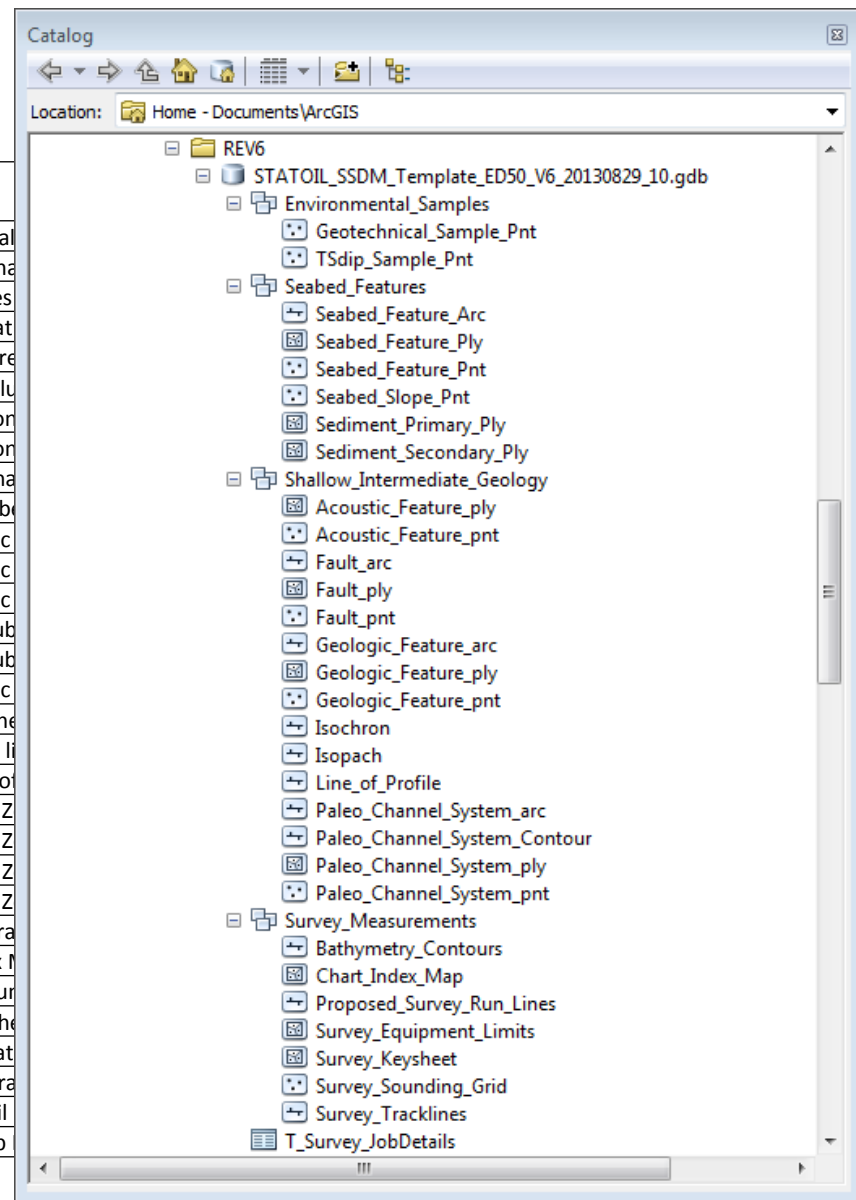 Catalog
Location: Home - Documents\ArcGIS
REV6
STATOIL_SSDM_Template_ED50_V6_20130829_10.gdb
Environmental_Samples
Geotechnical_Sample_Pnt
TSdip_Sample_Pnt
Seabed_Features
Seabed_Feature_Arc
Seabed_Feature_Ply
Seabed_Feature_Pnt
Seabed_Slope_Pnt
Sediment_Primary_Ply
Sediment_Secondary_Ply
Shallow_Intermediate_Geology
Acoustic_Feature_ply
Acoustic_Feature_pnt
Fault_arc
Fault_ply
Fault_pnt
Geologic_Feature_arc
Geologic_Feature_ply
Geologic_Feature_pnt
Isochron
Isopach
Line_of_Profile
Paleo_Channel_System_arc
Paleo_Channel_System_Contour
Paleo_Channel_System_ply
Paleo_Channel_System_pnt
Survey_Measurements
Bathymetry_Contours
Chart_Index_Map
Proposed_Survey_Run_Lines
Survey_Equipment_Limits
Survey_Keysheet
Survey_Sounding_Grid
Survey_Tracklines
T_Survey_JobDetails